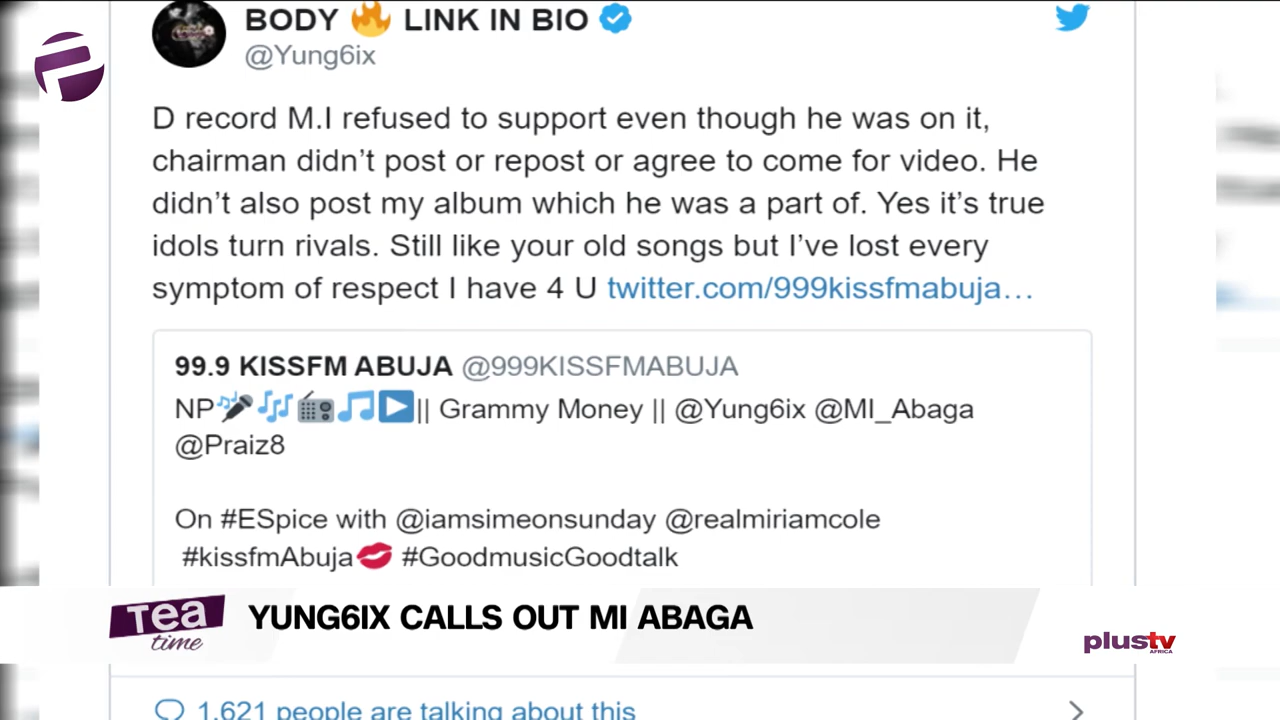 BODY 🔥 LINK IN BIO
@Yung6ix
D record M.I refused to support even though he was on it,
chairman didn't post or repost or agree to come for video. He
didn't also post my album which he was a part of. Yes it's true
idols turn rivals. Still like your old songs but I've lost every
symptom of respect I have 4 U twitter.com/999kissfmabuja…
99.9 KISSFM ABUJA @999KISSFMABUJA
NP🎤🎶📻🎵▶️|| Grammy Money || @Yung6ix @MI_Abaga
@Praiz8
On #ESpice with @iamsimeonsunday @realmiriamcole
#kissfmAbuja💋 #GoodmusicGoodtalk
Tea
time
YUNG6IX CALLS OUT MI ABAGA
plustv
AFRICA
1,621 people are talking about this